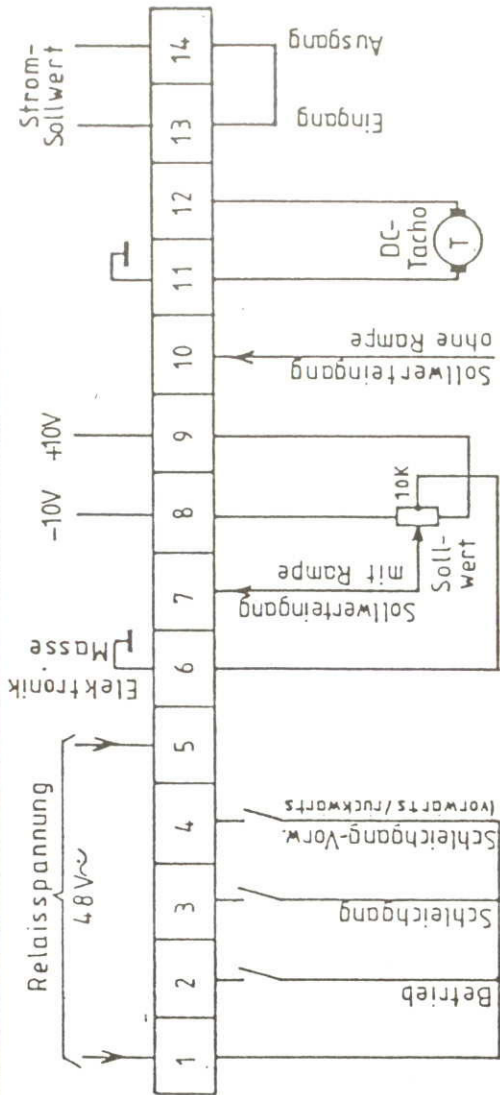 Relaisspannung
48V~
Elektronik
Masse
-10V
+10V
Strom-
Sollwert
1
2
3
4
5
6
7
8
9
10
11
12
13
14
Betrieb
Schleichgang
Schleichgang-Vorw.
(vorwarts/ruckwarts
Sollwerteingang
mit Rampe
Soll-
Wert
10K
Sollwerteingang
ohne Rampe
DC-
Tacho
T
Eingang
Ausgang